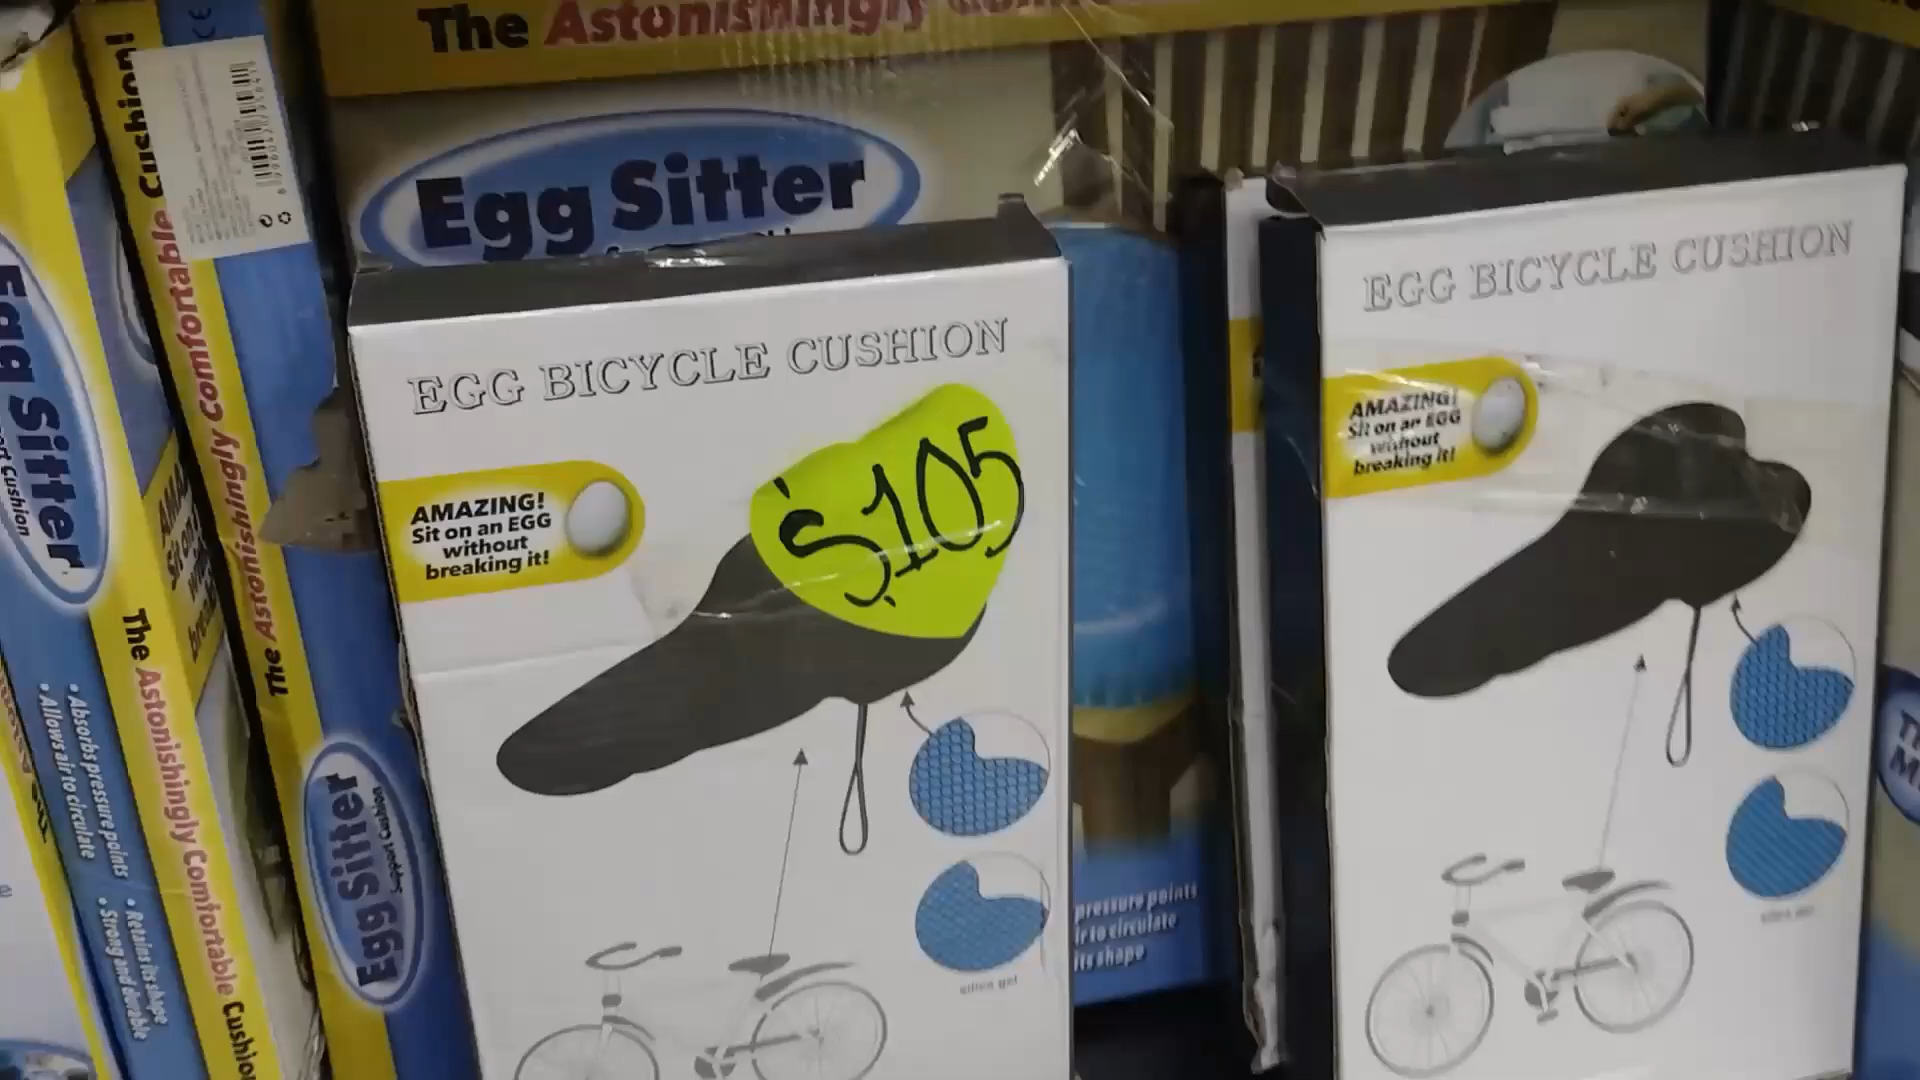 The Astonishingly
Egg Sitter
Cushion!
The Astonishingly Comfortable Cushion!
Egg Sitter
Support Cushion
Egg Sitter
Support Cushion
The Astonishingly Comfortable
• Absorbs pressure points
• Allows air to circulate
• Retains its shape
• Strong and durable
EGG BICYCLE CUSHION
AMAZING!
Sit on an EGG
without
breaking it!
$105
silica gel
pressure points
ir to circulate
its shape
EGG BICYCLE CUSHION
AMAZING!
Sit on an EGG
without
breaking it!
silica gel